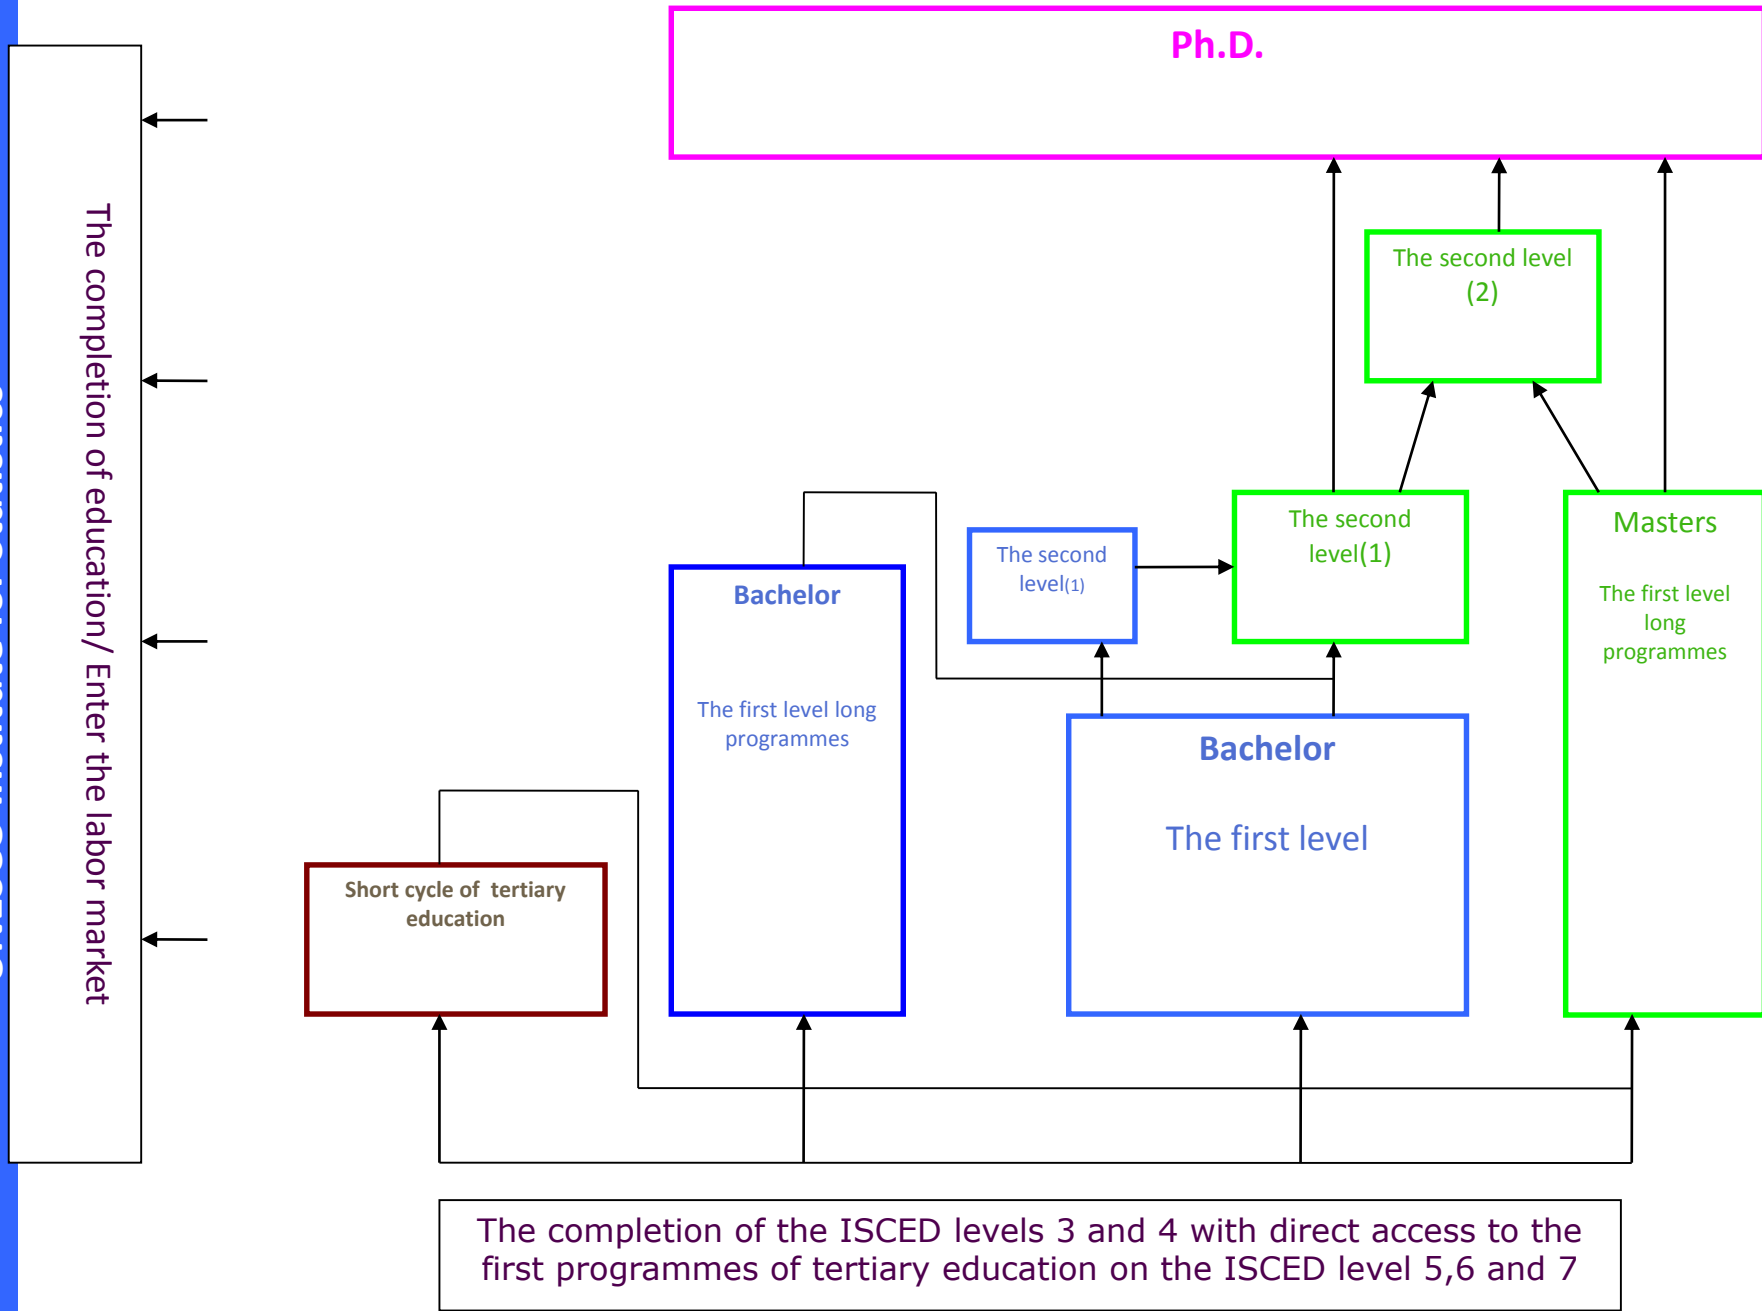 Ph.D.
The second level
(2)
The second
level(1)
Masters
The second
level(1)
The first level
long
programmes
Bachelor
The first level long
programmes
Bachelor
The first level
Short cycle of tertiary
education
The completion of education/ Enter the labor market
The completion of the ISCED levels 3 and 4 with direct access to the
first programmes of tertiary education on the ISCED level 5,6 and 7